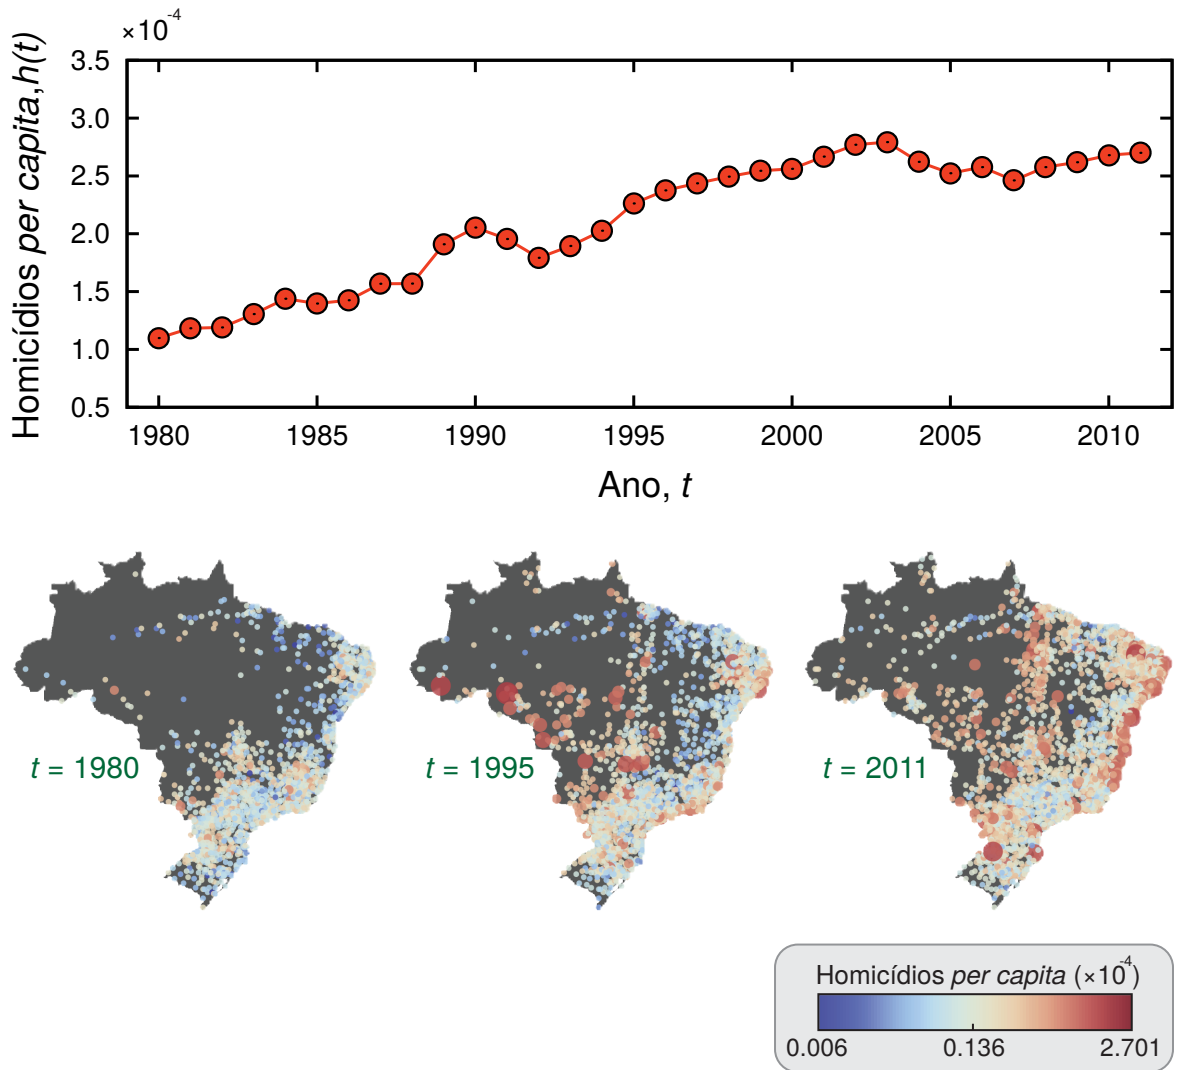 ×10⁻⁴
Homicídios per capita,h(t)
3.5
3.0
2.5
2.0
1.5
1.0
0.5
1980 1985 1990 1995 2000 2005 2010
Ano, t
t = 1980 t = 1995 t = 2011
Homicídios per capita (×10⁻⁴)
0.006 0.136 2.701